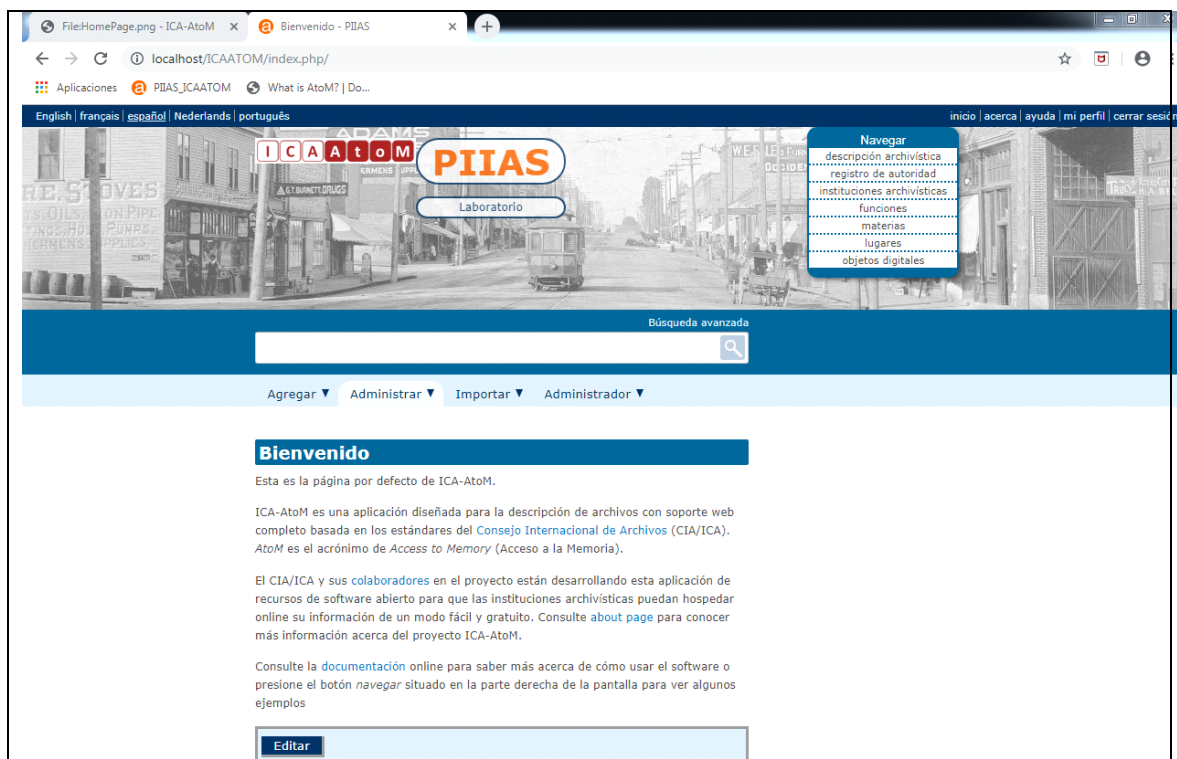 File:HomePage.png - ICA-AtoM
Bienvenido - PIIAS
localhost/ICAATOM/index.php/
Aplicaciones
PIIAS_ICAATOM
What is AtoM? | Do...
English | français | español | Nederlands | português
inicio | acerca | ayuda | mi perfil | cerrar sesión
ADAMS
ICAAtoM
PIIAS
Laboratorio
A.G.T. BURNETT. DRUGS
Navegar
descripción archivística
registro de autoridad
instituciones archivísticas
funciones
materias
lugares
objetos digitales
Búsqueda avanzada
Agregar ▼
Administrar ▼
Importar ▼
Administrador ▼
Bienvenido
Esta es la página por defecto de ICA-AtoM.
ICA-AtoM es una aplicación diseñada para la descripción de archivos con soporte web
completo basada en los estándares del Consejo Internacional de Archivos (CIA/ICA).
AtoM es el acrónimo de Access to Memory (Acceso a la Memoria).
El CIA/ICA y sus colaboradores en el proyecto están desarrollando esta aplicación de
recursos de software abierto para que las instituciones archivísticas puedan hospedar
online su información de un modo fácil y gratuito. Consulte about page para conocer
más información acerca del proyecto ICA-AtoM.
Consulte la documentación online para saber más acerca de cómo usar el software o
presione el botón navegar situado en la parte derecha de la pantalla para ver algunos
ejemplos
Editar